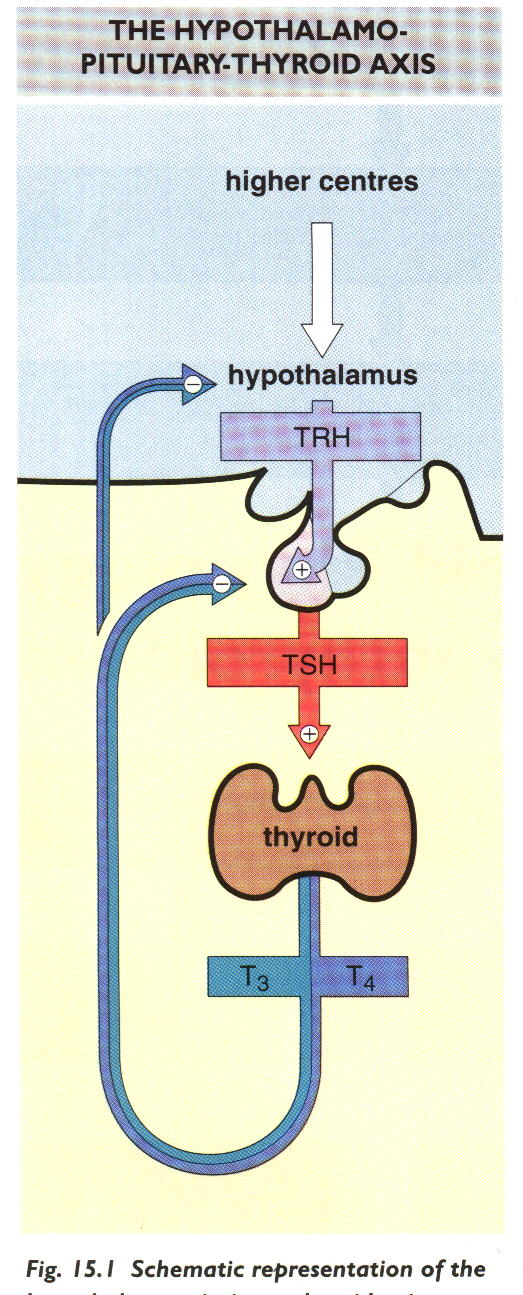 THE HYPOTHALAMO-
PITUITARY-THYROID AXIS
higher centres
hypothalamus
−
TRH
+
−
TSH
+
thyroid
T3 T4
Fig. 15.1 Schematic representation of the